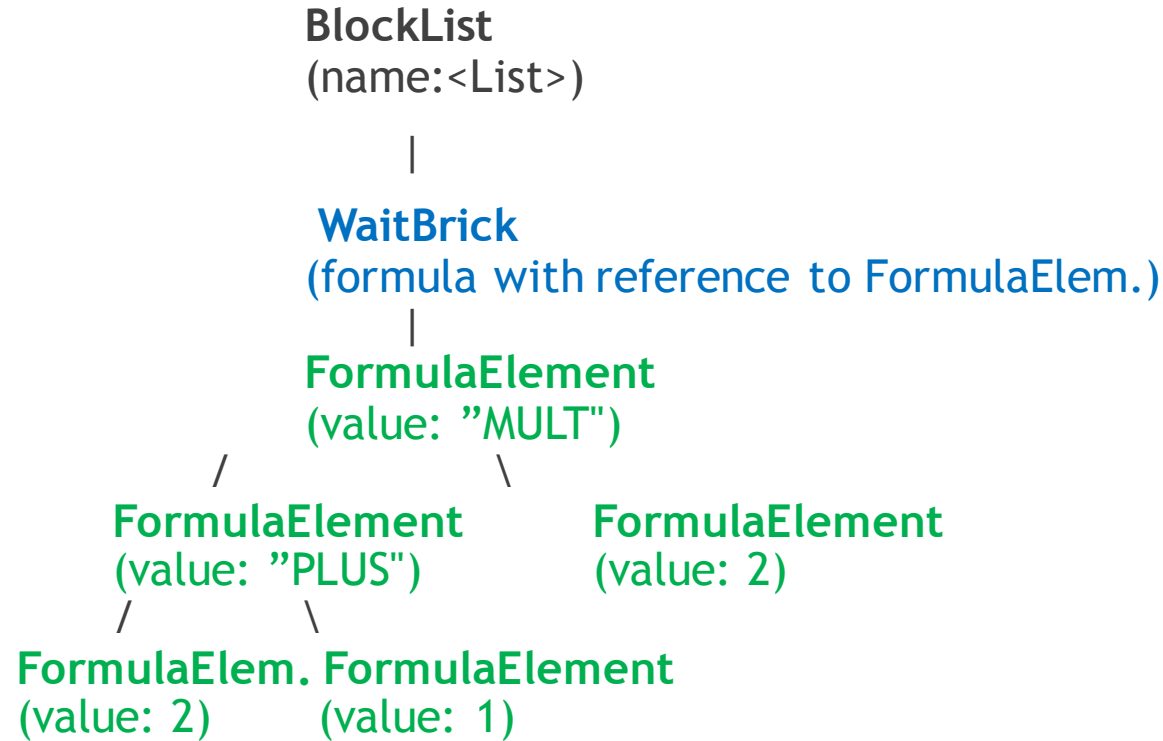 BlockList
(name:<List>)
|
WaitBrick
(formula with reference to FormulaElem.)
|
FormulaElement
(value: ”MULT")
/ \
FormulaElement FormulaElement
(value: ”PLUS") (value: 2)
/ \
FormulaElem. FormulaElement
(value: 2) (value: 1)